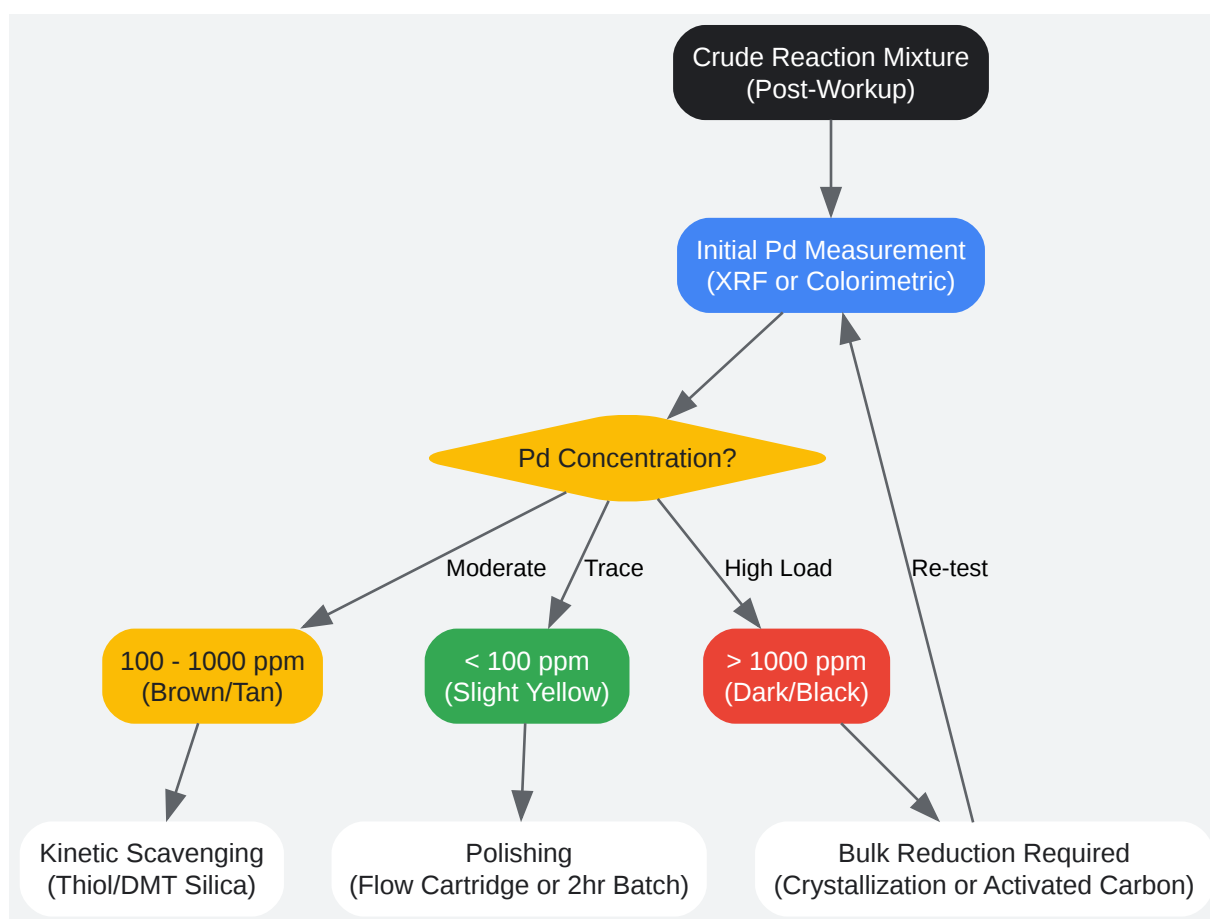 Crude Reaction Mixture
(Post-Workup)
Initial Pd Measurement
(XRF or Colorimetric)
Pd Concentration?
Moderate
Trace
High Load
Re-test
100 - 1000 ppm
(Brown/Tan)
< 100 ppm
(Slight Yellow)
> 1000 ppm
(Dark/Black)
Kinetic Scavenging
(Thiol/DMT Silica)
Polishing
(Flow Cartridge or 2hr Batch)
Bulk Reduction Required
(Crystallization or Activated Carbon)